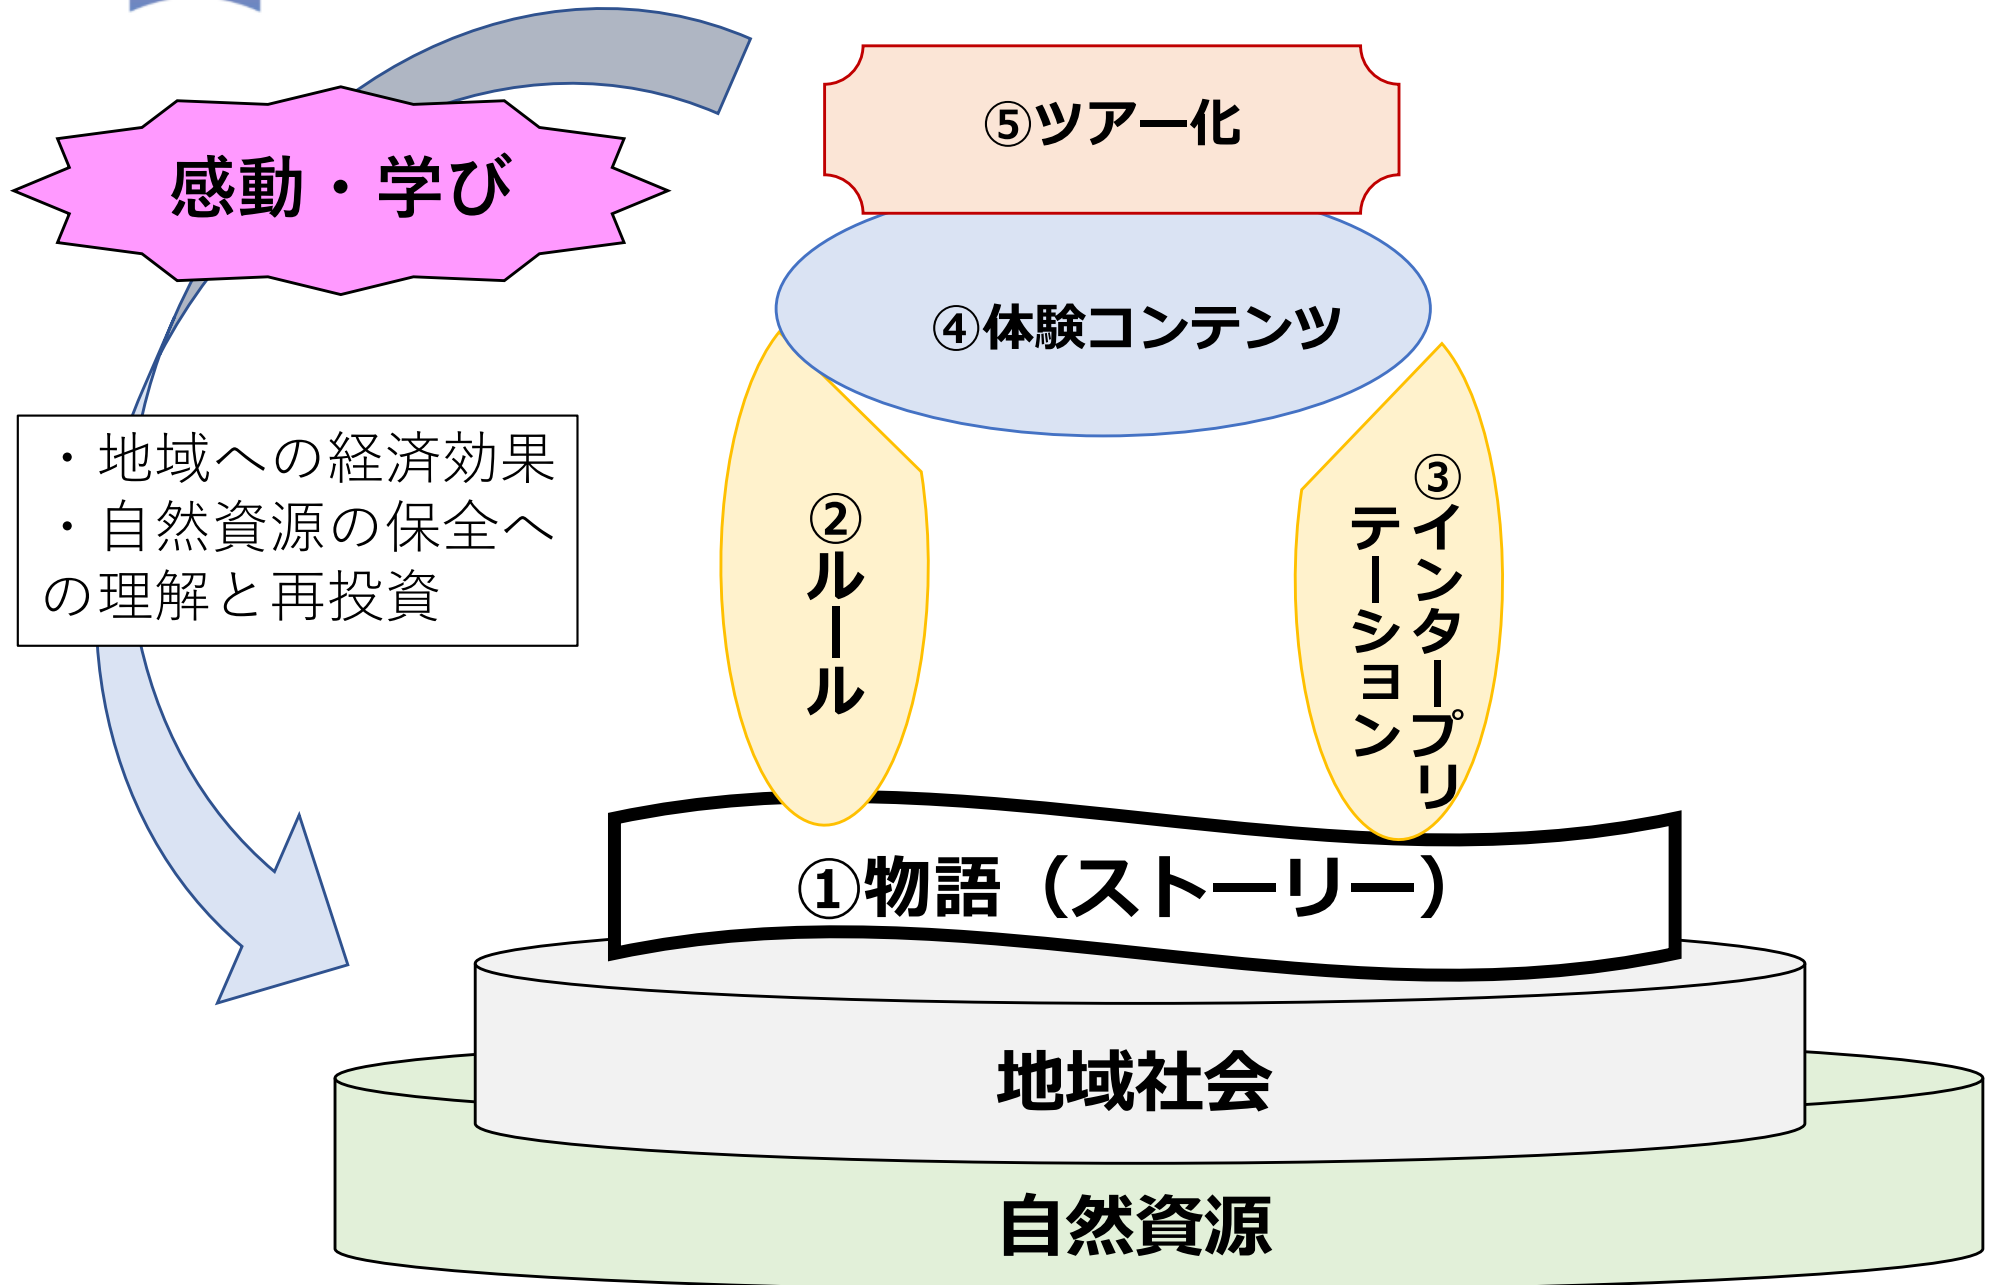 ⑤ツアー化
感動・学び
④体験コンテンツ
・地域への経済効果
・自然資源の保全へ
の理解と再投資
②ルール
③インタープリ
テーション
①物語（ストーリー）
地域社会
自然資源